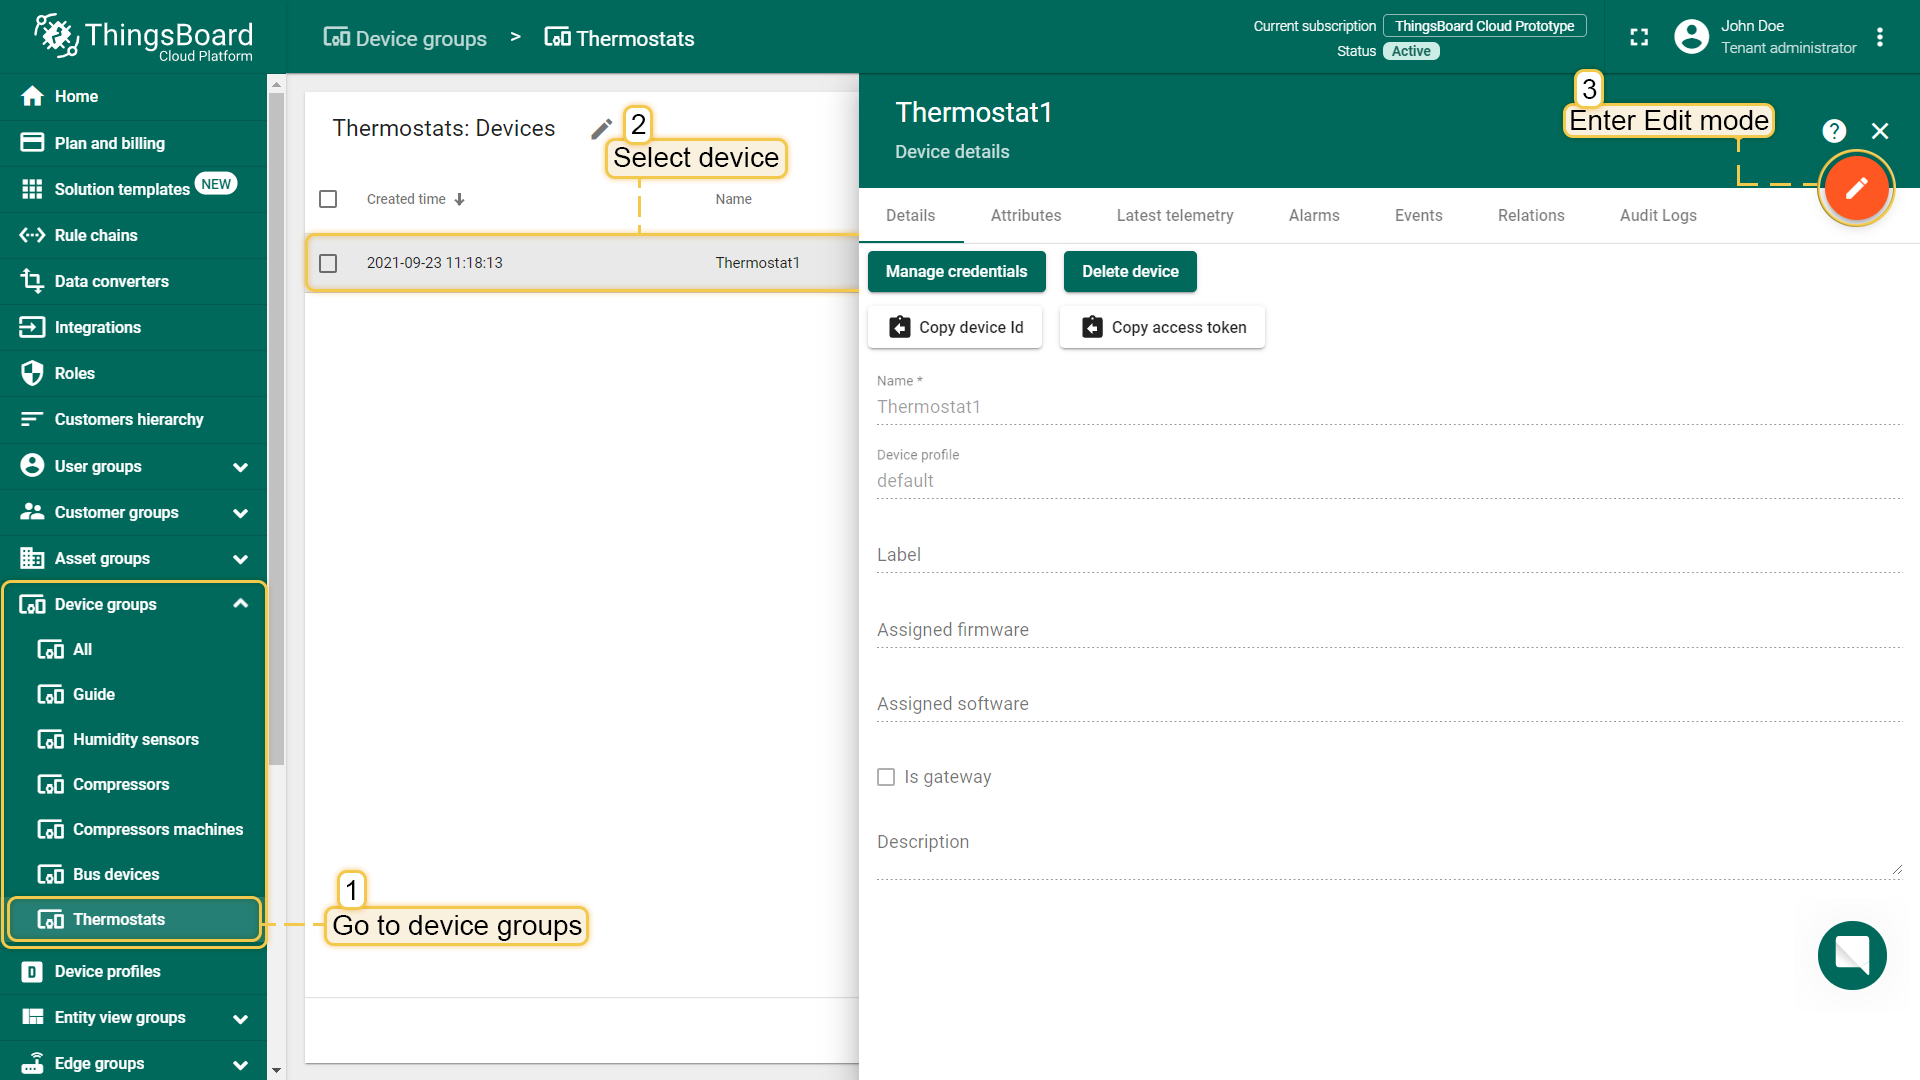 ThingsBoard
Cloud Platform
Device groups > Thermostats
Current subscription ThingsBoard Cloud Prototype
Status Active
John Doe
Tenant administrator
Home
Plan and billing
Solution templates NEW
Rule chains
Data converters
Integrations
Roles
Customers hierarchy
User groups
Customer groups
Asset groups
Device groups
All
Guide
Humidity sensors
Compressors
Compressors machines
Bus devices
Thermostats
Device profiles
Entity view groups
Edge groups
1
Go to device groups
Thermostats: Devices
2
Select device
Created time Name
2021-09-23 11:18:13 Thermostat1
Thermostat1
Device details
3
Enter Edit mode
?
Details Attributes Latest telemetry Alarms Events Relations Audit Logs
Manage credentials Delete device
Copy device Id Copy access token
Name *
Thermostat1
Device profile
default
Label
Assigned firmware
Assigned software
Is gateway
Description